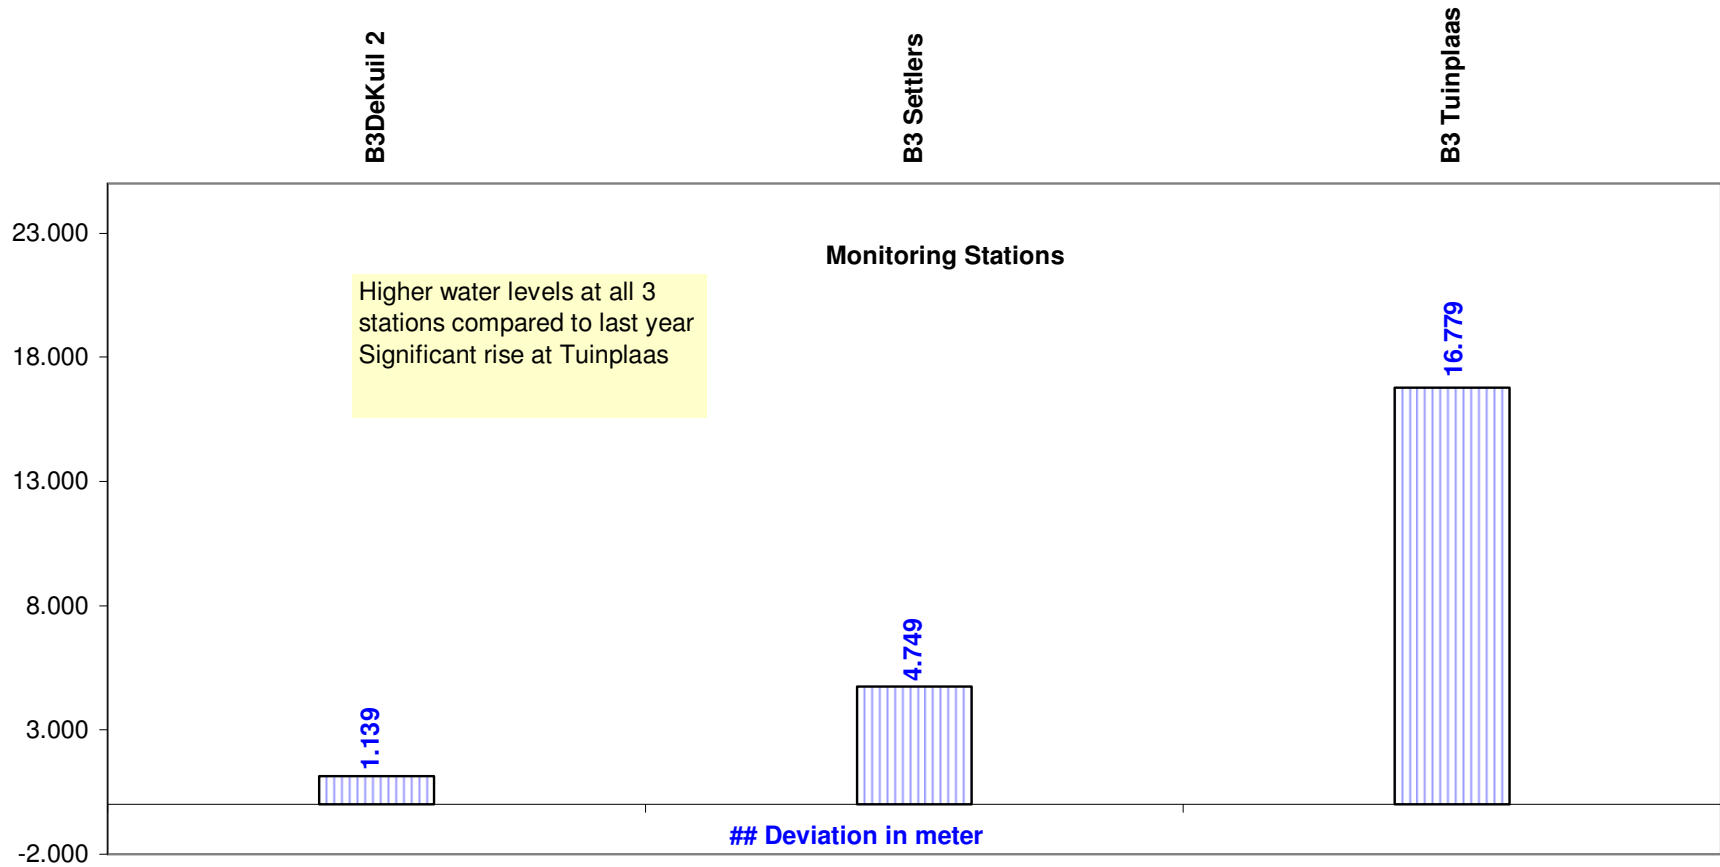 B3DeKuil 2
B3 Settlers
B3 Tuinplaas
23.000
Monitoring Stations
Higher water levels at all 3
stations compared to last year
Significant rise at Tuinplaas
16.779
18.000
13.000
8.000
4.749
1.139
3.000
## Deviation in meter
-2.000